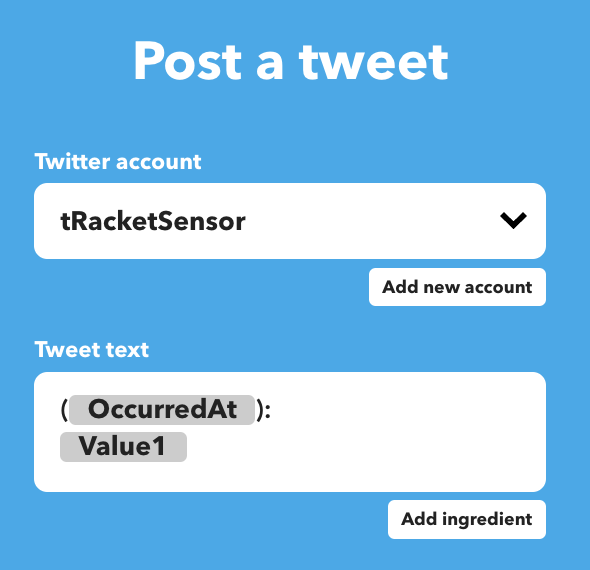 Post a tweet
Twitter account
tRacketSensor
Add new account
Tweet text
( OccurredAt ):
Value1
Add ingredient